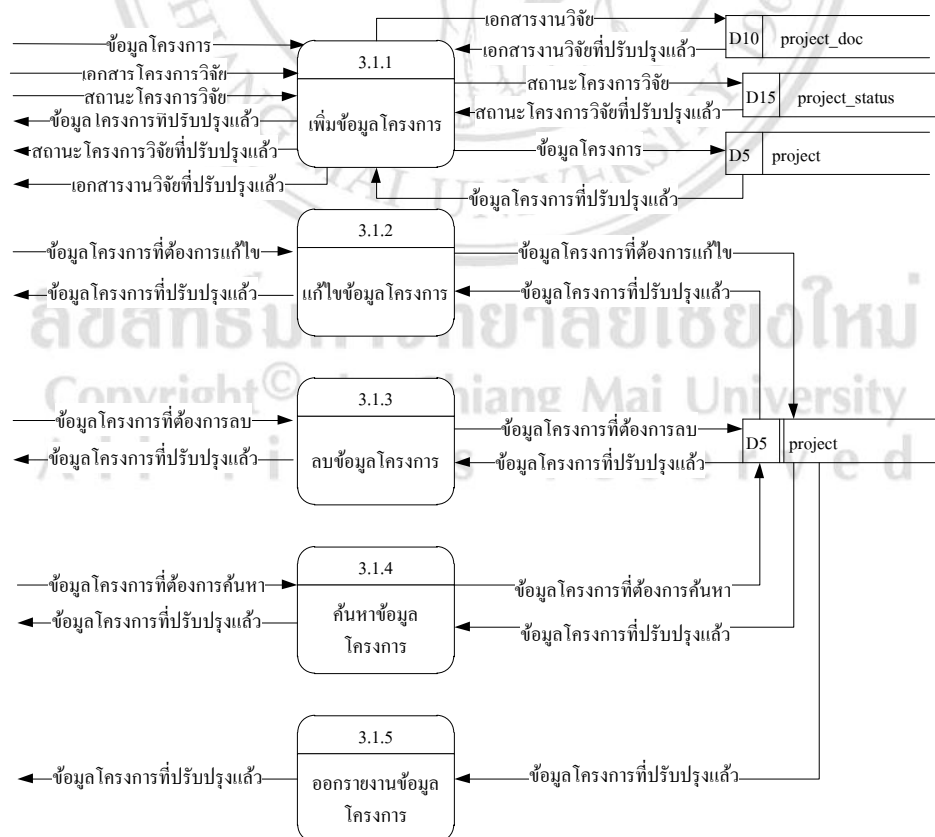 เอกสารงานวิจัย
ข้อมูลโครงการ
3.1.1
เอกสารงานวิจัยที่ปรับปรุงแล้ว
D10 project_doc
เอกสารโครงการวิจัย
สถานะโครงการวิจัย
สถานะโครงการวิจัย
ข้อมูลโครงการที่ปรับปรุงแล้ว
เพิ่มข้อมูลโครงการ
สถานะโครงการวิจัยที่ปรับปรุงแล้ว
D15 project_status
สถานะโครงการวิจัยที่ปรับปรุงแล้ว
ข้อมูลโครงการ
D5 project
เอกสารงานวิจัยที่ปรับปรุงแล้ว
ข้อมูลโครงการที่ปรับปรุงแล้ว
3.1.2
ข้อมูลโครงการที่ต้องการแก้ไข
ข้อมูลโครงการที่ต้องการแก้ไข
ข้อมูลโครงการที่ปรับปรุงแล้ว
แก้ไขข้อมูลโครงการ
ข้อมูลโครงการที่ปรับปรุงแล้ว
3.1.3
ข้อมูลโครงการที่ต้องการลบ
ข้อมูลโครงการที่ต้องการลบ
D5 project
ข้อมูลโครงการที่ปรับปรุงแล้ว
ลบข้อมูลโครงการ
ข้อมูลโครงการที่ปรับปรุงแล้ว
3.1.4
ข้อมูลโครงการที่ต้องการค้นหา
ข้อมูลโครงการที่ต้องการค้นหา
ข้อมูลโครงการที่ปรับปรุงแล้ว
ค้นหาข้อมูล
โครงการ
ข้อมูลโครงการที่ปรับปรุงแล้ว
3.1.5
ข้อมูลโครงการที่ปรับปรุงแล้ว
ออกรายงานข้อมูล
โครงการ
ข้อมูลโครงการที่ปรับปรุงแล้ว
Copyright©
Chiang Mai University